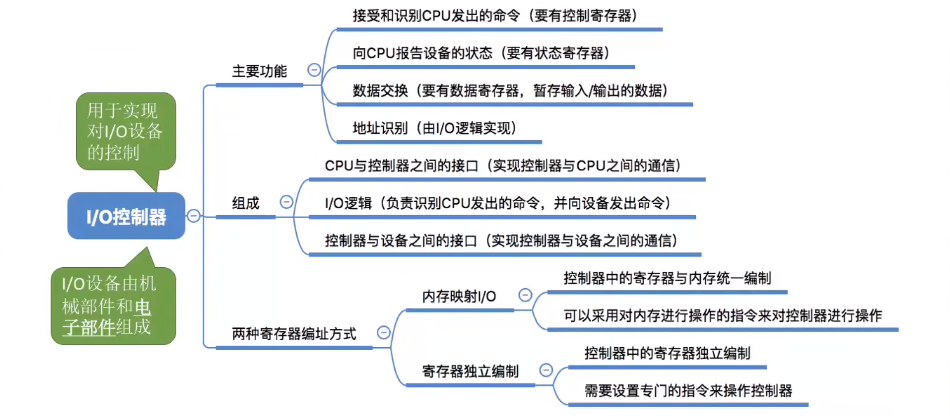 用于实现
对I/O设备
的控制
I/O控制器
I/O设备由机
械部件和电
子部件组成
主要功能
接受和识别CPU发出的命令（要有控制寄存器）
向CPU报告设备的状态（要有状态寄存器）
数据交换（要有数据寄存器，暂存输入/输出的数据）
地址识别（由I/O逻辑实现）
组成
CPU与控制器之间的接口（实现控制器与CPU之间的通信）
I/O逻辑（负责识别CPU发出的命令，并向设备发出命令）
控制器与设备之间的接口（实现控制器与设备之间的通信）
两种寄存器编址方式
内存映射I/O
控制器中的寄存器与内存统一编制
可以采用对内存进行操作的指令来对控制器进行操作
寄存器独立编制
控制器中的寄存器独立编制
需要设置专门的指令来操作控制器